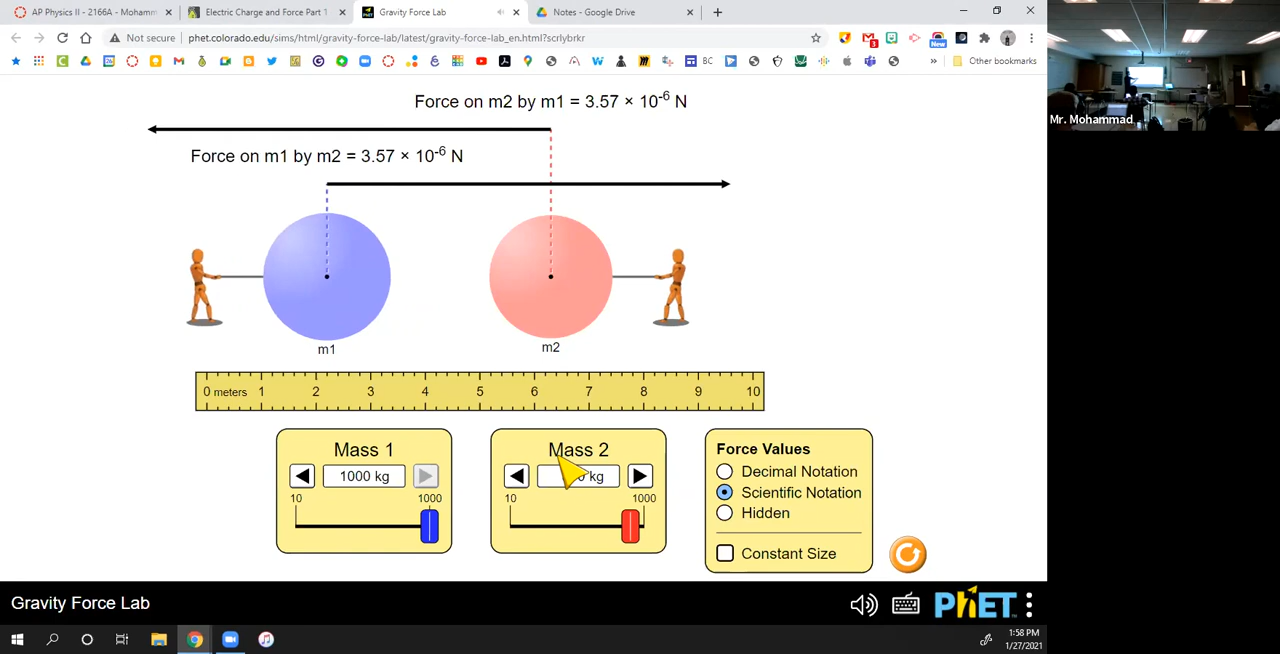 AP Physics II - 2166A - Mohamm
Electric Charge and Force Part 1
Gravity Force Lab
Notes - Google Drive
Not secure
phet.colorado.edu/sims/html/gravity-force-lab/latest/gravity-force-lab_en.html?scrlybrkr
3
New
BC
Other bookmarks
Mr. Mohammad
Force on m2 by m1 = 3.57 × 10⁻⁶ N
Force on m1 by m2 = 3.57 × 10⁻⁶ N
m1
m2
0 meters 1 2 3 4 5 6 7 8 9 10
Mass 1
1000 kg
10 1000
Mass 2
kg
10 1000
Force Values
Decimal Notation
Scientific Notation
Hidden
Constant Size
Gravity Force Lab
PhET
1:58 PM
1/27/2021